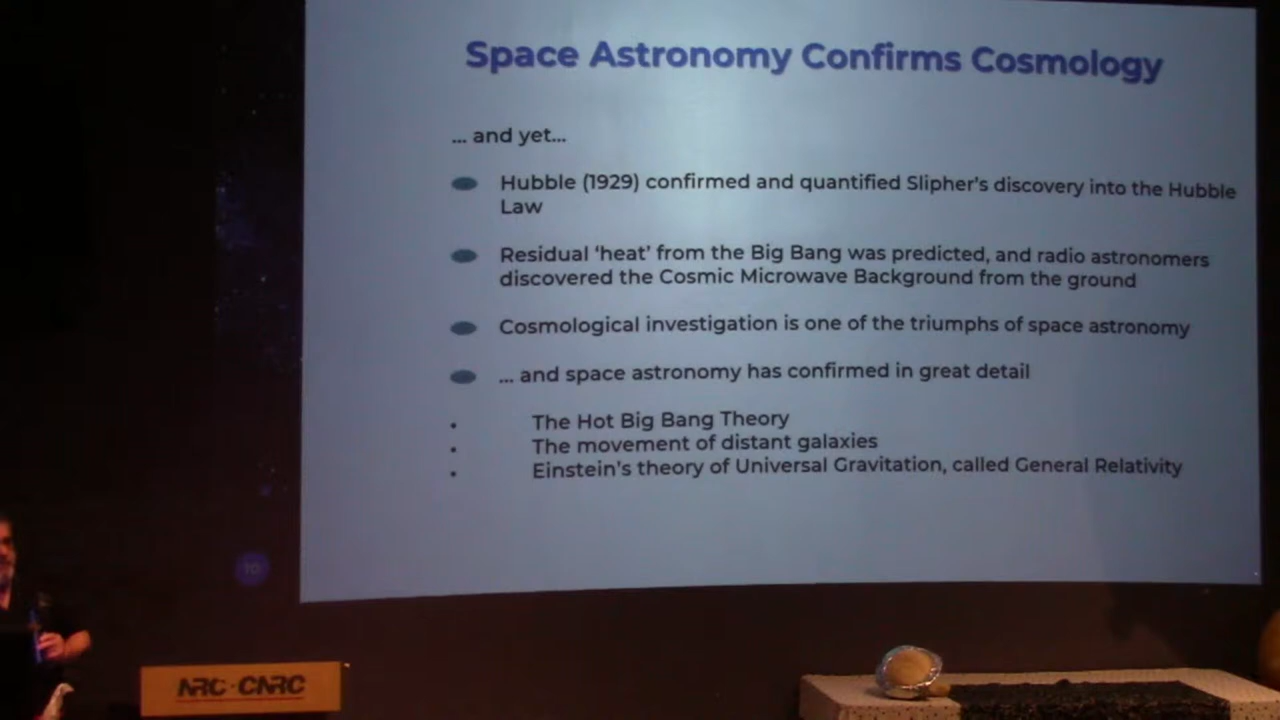 Space Astronomy Confirms Cosmology
... and yet...
Hubble (1929) confirmed and quantified Slipher's discovery into the Hubble
Law
Residual ‘heat’ from the Big Bang was predicted, and radio astronomers
discovered the Cosmic Microwave Background from the ground
Cosmological investigation is one of the triumphs of space astronomy
... and space astronomy has confirmed in great detail
The Hot Big Bang Theory
The movement of distant galaxies
Einstein's theory of Universal Gravitation, called General Relativity
10
NRC·CNRC